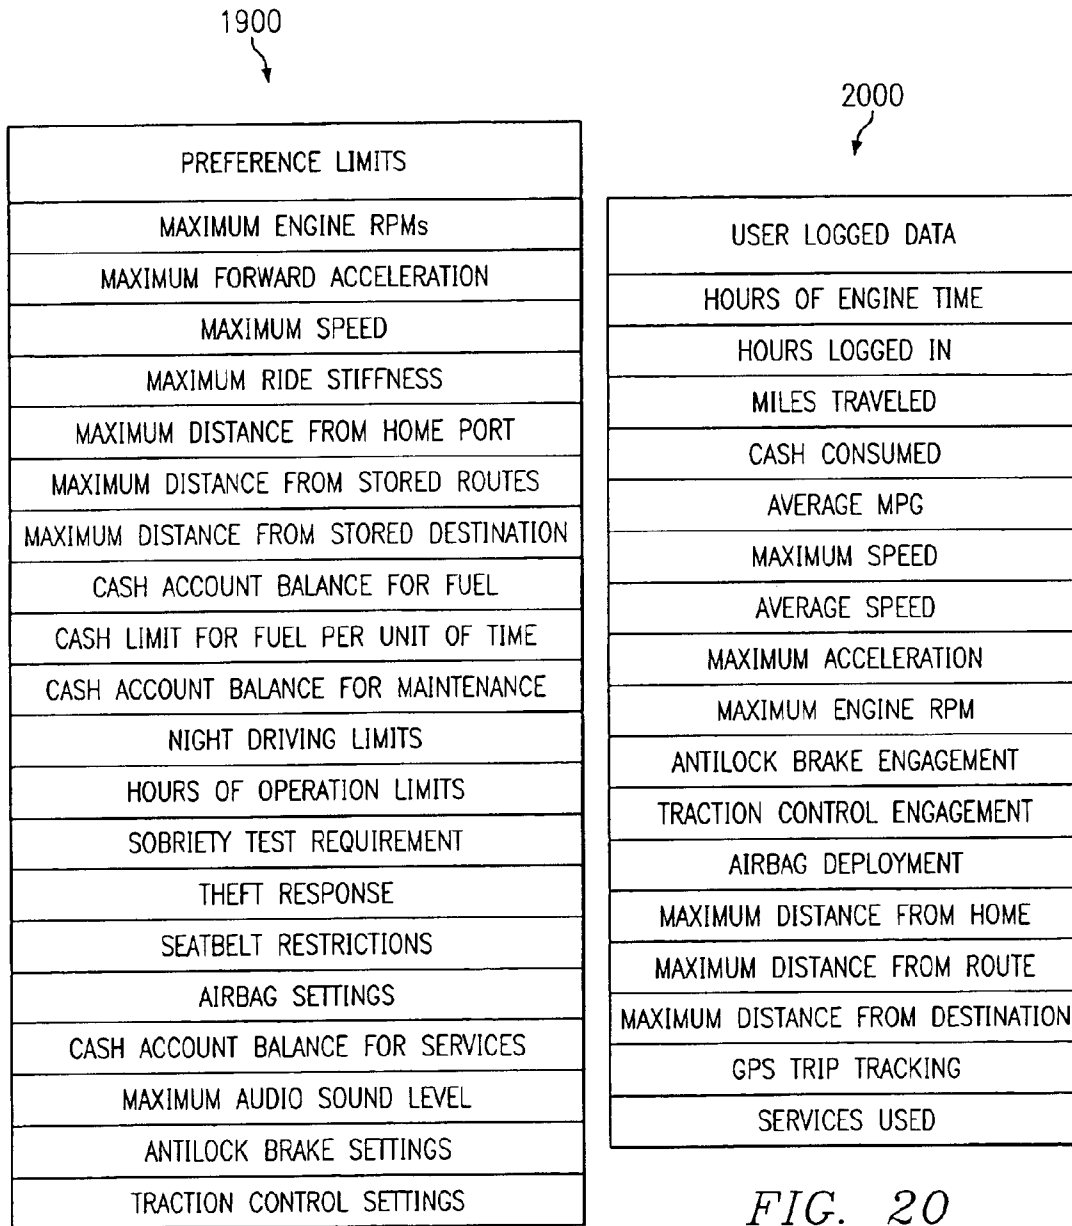 1900
PREFERENCE LIMITS
MAXIMUM ENGINE RPMs
MAXIMUM FORWARD ACCELERATION
MAXIMUM SPEED
MAXIMUM RIDE STIFFNESS
MAXIMUM DISTANCE FROM HOME PORT
MAXIMUM DISTANCE FROM STORED ROUTES
MAXIMUM DISTANCE FROM STORED DESTINATION
CASH ACCOUNT BALANCE FOR FUEL
CASH LIMIT FOR FUEL PER UNIT OF TIME
CASH ACCOUNT BALANCE FOR MAINTENANCE
NIGHT DRIVING LIMITS
HOURS OF OPERATION LIMITS
SOBRIETY TEST REQUIREMENT
THEFT RESPONSE
SEATBELT RESTRICTIONS
AIRBAG SETTINGS
CASH ACCOUNT BALANCE FOR SERVICES
MAXIMUM AUDIO SOUND LEVEL
ANTILOCK BRAKE SETTINGS
TRACTION CONTROL SETTINGS
2000
USER LOGGED DATA
HOURS OF ENGINE TIME
HOURS LOGGED IN
MILES TRAVELED
CASH CONSUMED
AVERAGE MPG
MAXIMUM SPEED
AVERAGE SPEED
MAXIMUM ACCELERATION
MAXIMUM ENGINE RPM
ANTILOCK BRAKE ENGAGEMENT
TRACTION CONTROL ENGAGEMENT
AIRBAG DEPLOYMENT
MAXIMUM DISTANCE FROM HOME
MAXIMUM DISTANCE FROM ROUTE
MAXIMUM DISTANCE FROM DESTINATION
GPS TRIP TRACKING
SERVICES USED
FIG. 20